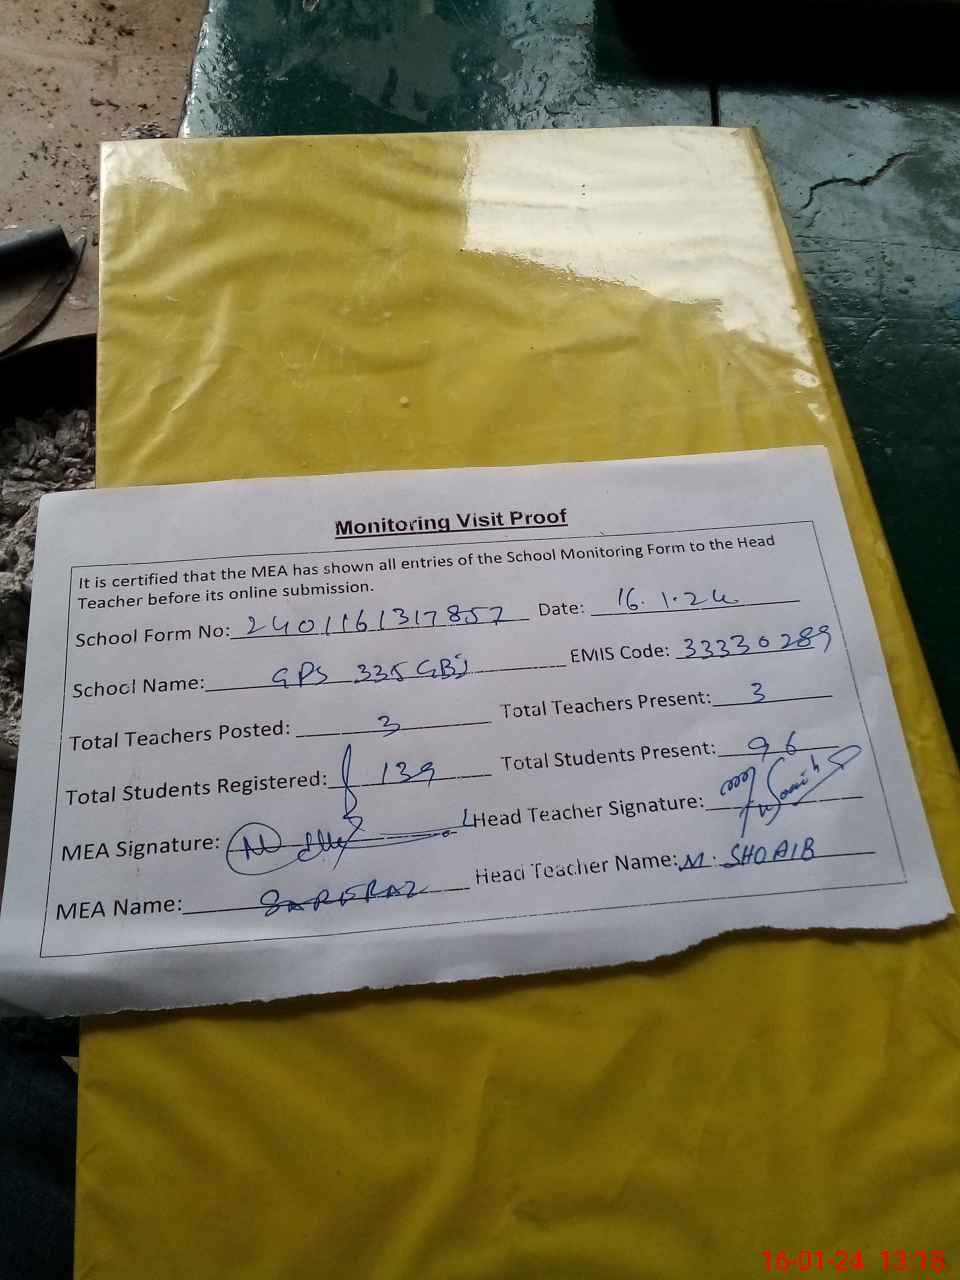 Monitoring Visit Proof
It is certified that the MEA has shown all entries of the School Monitoring Form to the Head
Teacher before its online submission.
School Form No: 2401161317857 Date: 16.1.24
School Name: GPS 335 GB EMIS Code: 33330289
Total Teachers Posted: 3 Total Teachers Present: 3
Total Students Registered: 139 Total Students Present: 96
MEA Signature: Head Teacher Signature:
MEA Name: SARFRAZ Head Teacher Name: M. SHOAIB
16-01-24 13:18